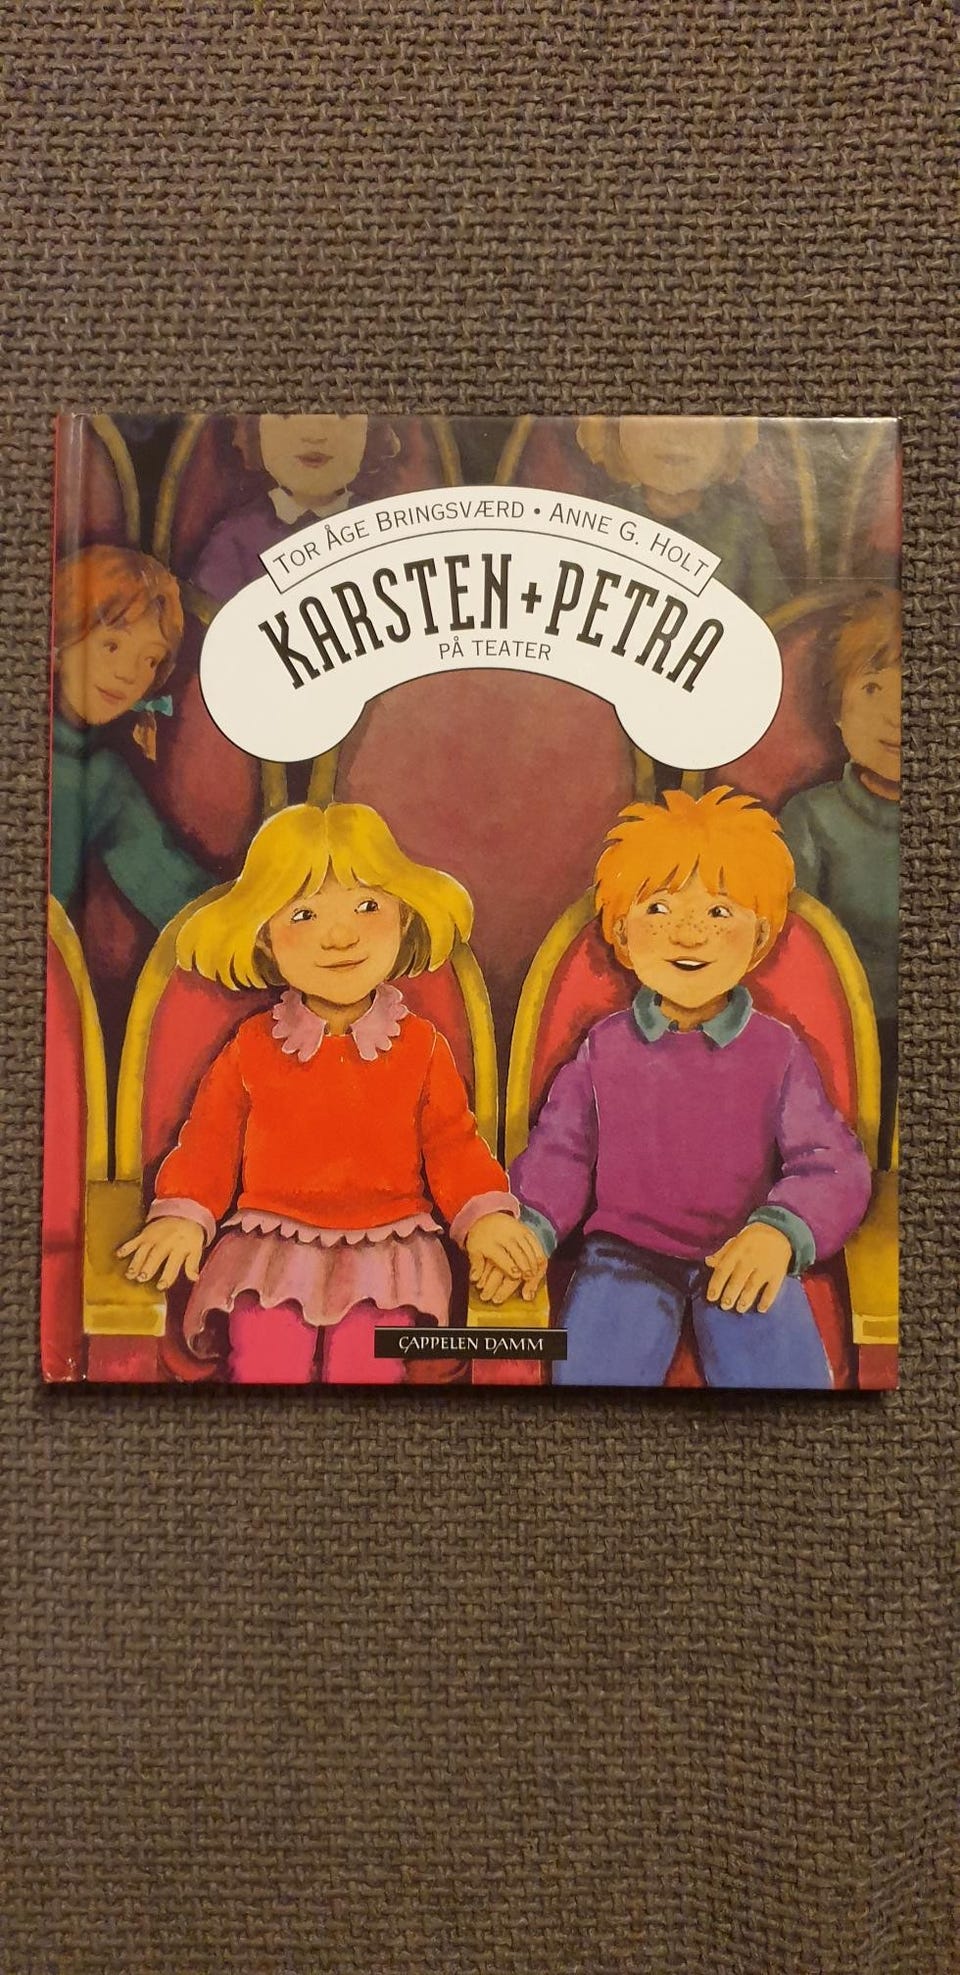 TOR ÅGE BRINGSVÆRD • ANNE G. HOLT
KARSTEN + PETRA
PÅ TEATER
CAPPELEN DAMM